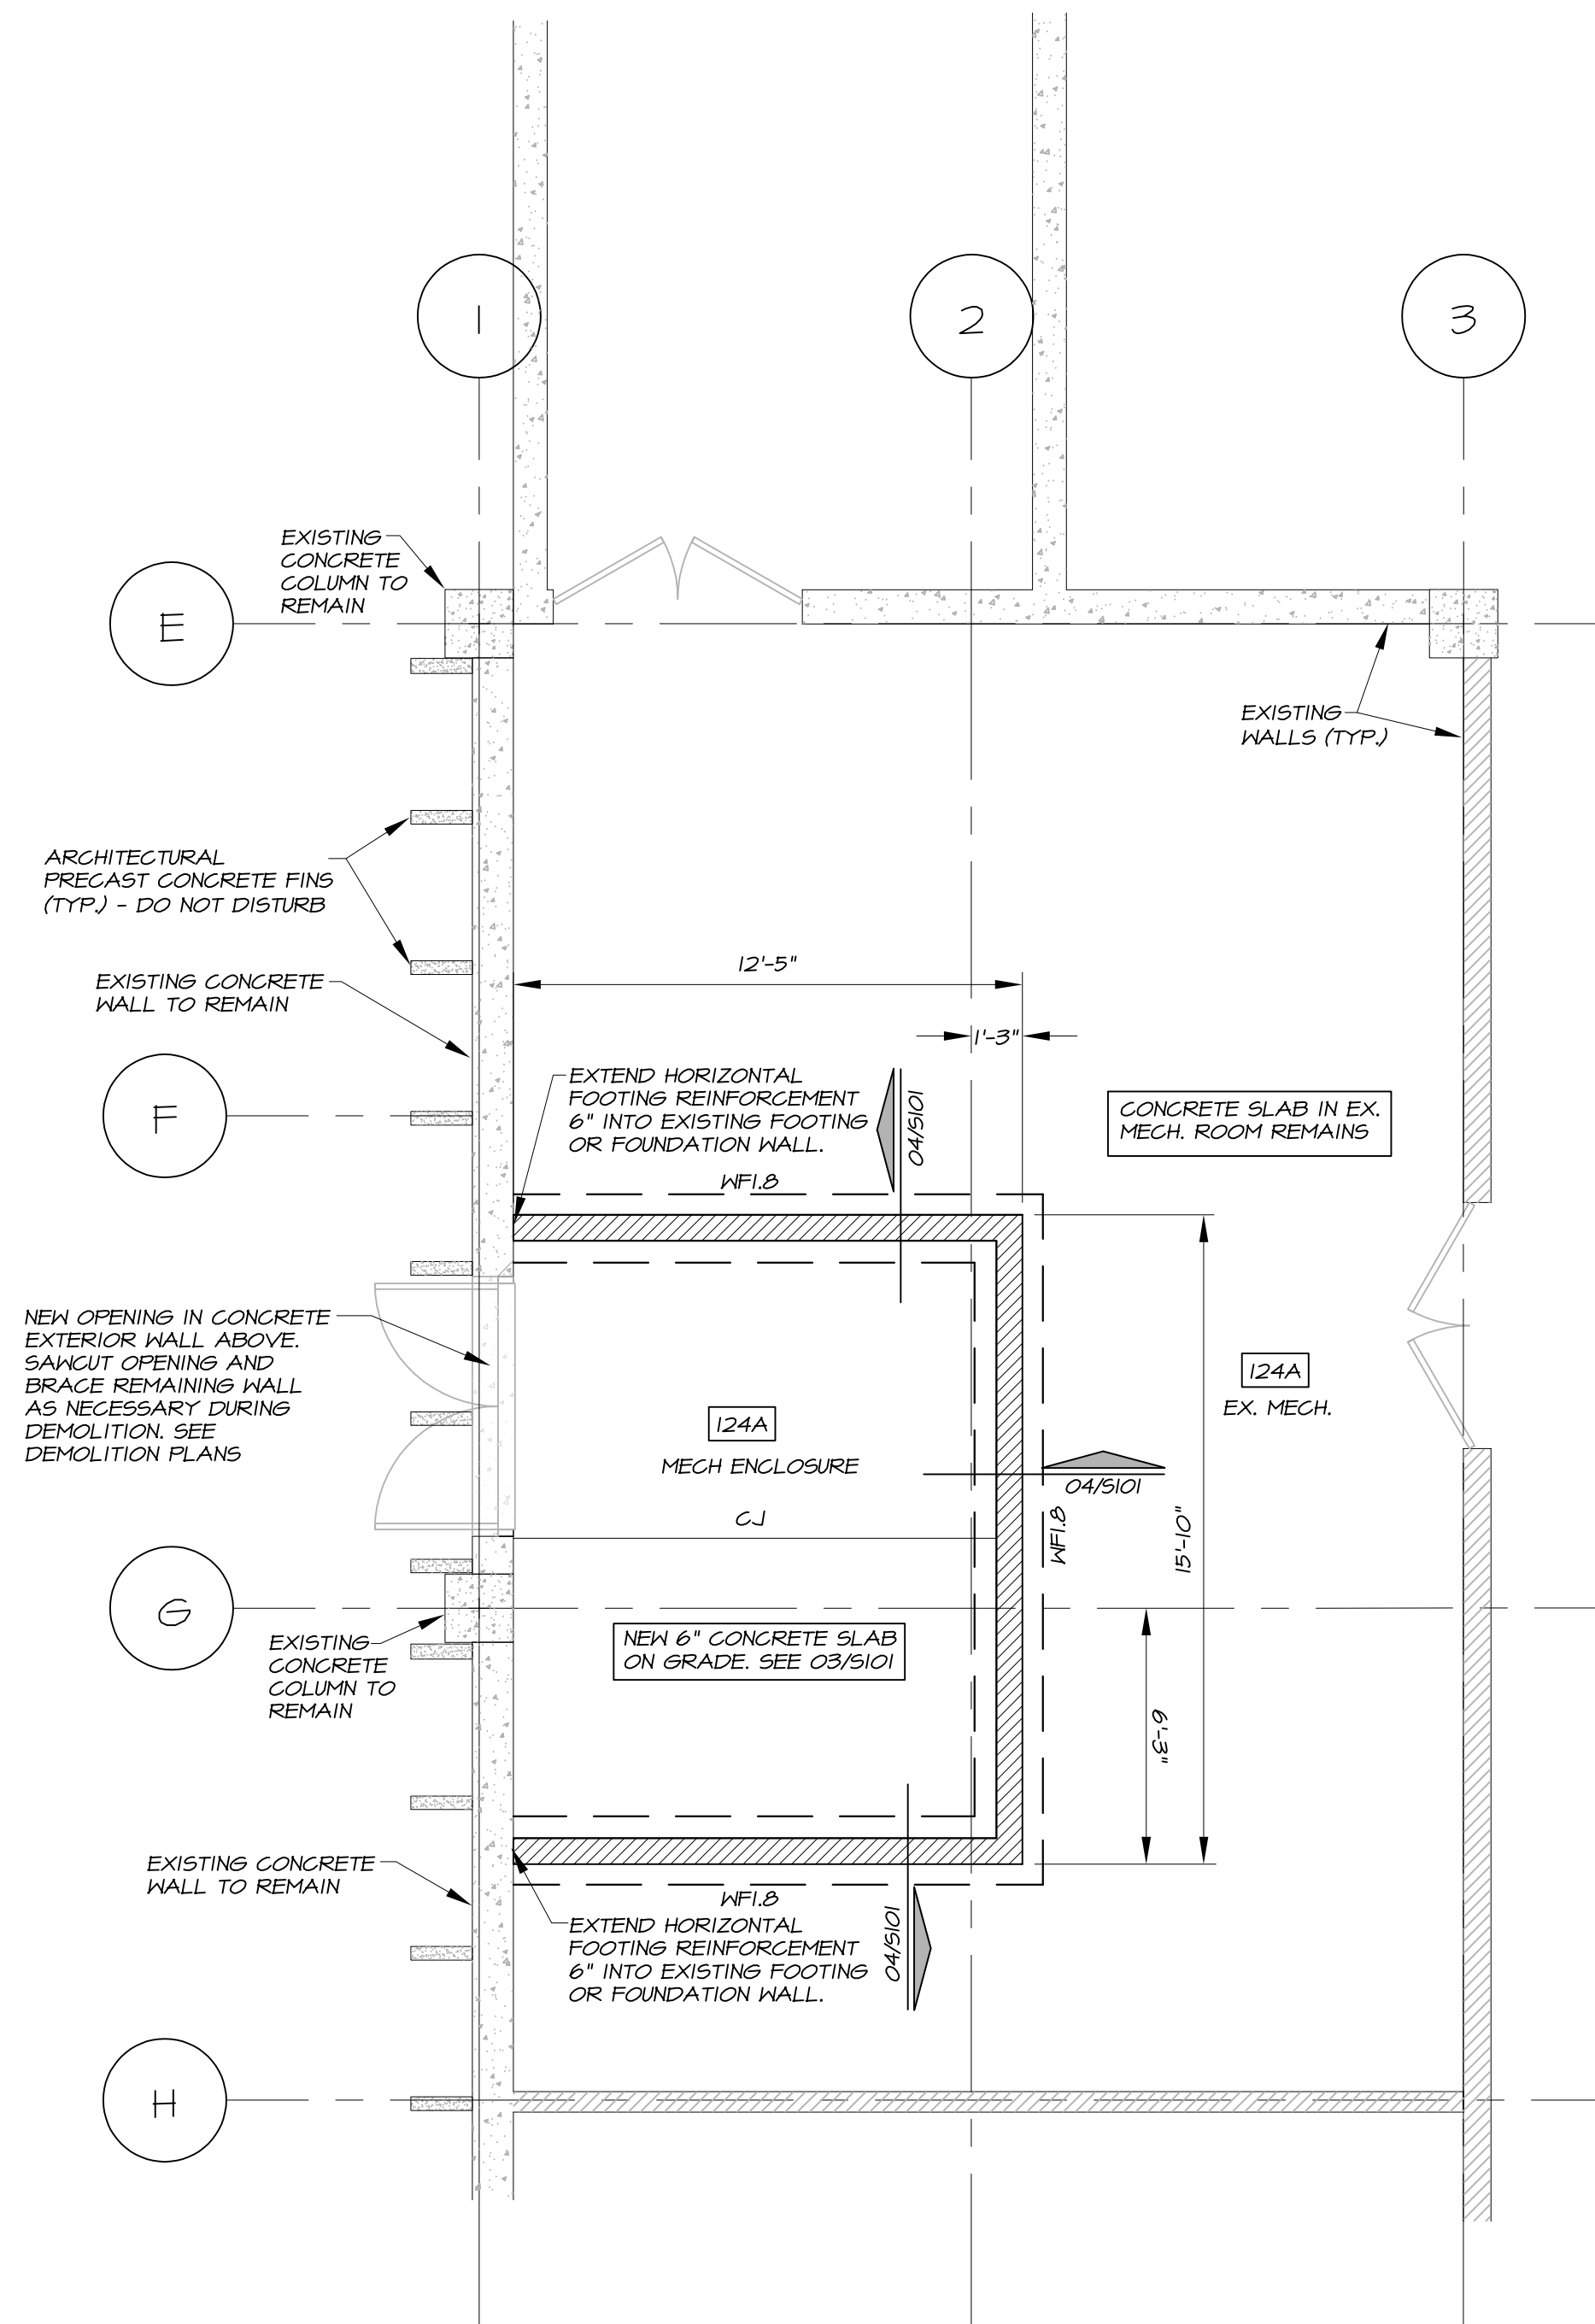 1
2
3
EXISTING
CONCRETE
COLUMN TO
REMAIN
E
EXISTING
WALLS (TYP.)
ARCHITECTURAL
PRECAST CONCRETE FINS
(TYP.) - DO NOT DISTURB
EXISTING CONCRETE
WALL TO REMAIN
12'-5"
1'-3"
F
EXTEND HORIZONTAL
FOOTING REINFORCEMENT
6" INTO EXISTING FOOTING
OR FOUNDATION WALL.
04/S101
CONCRETE SLAB IN EX.
MECH. ROOM REMAINS
WF1.8
NEW OPENING IN CONCRETE
EXTERIOR WALL ABOVE.
SAWCUT OPENING AND
BRACE REMAINING WALL
AS NECESSARY DURING
DEMOLITION. SEE
DEMOLITION PLANS
124A
EX. MECH.
124A
MECH ENCLOSURE
04/S101
CJ
WF1.8
15'-10"
G
EXISTING
CONCRETE
COLUMN TO
REMAIN
NEW 6" CONCRETE SLAB
ON GRADE. SEE 03/S101
6'-3"
EXISTING CONCRETE
WALL TO REMAIN
WF1.8
EXTEND HORIZONTAL
FOOTING REINFORCEMENT
6" INTO EXISTING FOOTING
OR FOUNDATION WALL.
04/S101
H